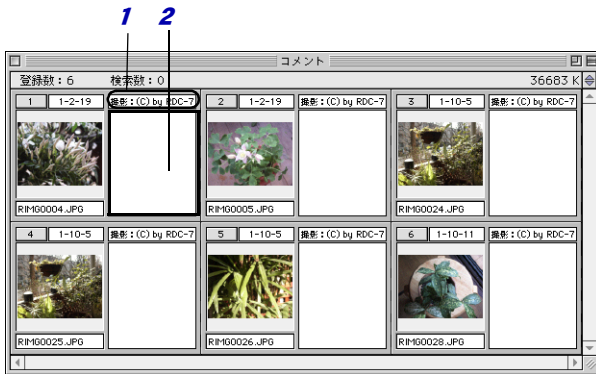 1 2
コメント
登録数：6 検索数：0 36683 K
1 1-2-19 撮影：(C) by RDC-7 2 1-2-19 撮影：(C) by RDC-7 3 1-10-5 撮影：(C) by RDC-7
RIMG0004.JPG RIMG0005.JPG RIMG0024.JPG
4 1-10-5 撮影：(C) by RDC-7 5 1-10-5 撮影：(C) by RDC-7 6 1-10-11 撮影：(C) by RDC-7
RIMG0025.JPG RIMG0026.JPG RIMG0028.JPG